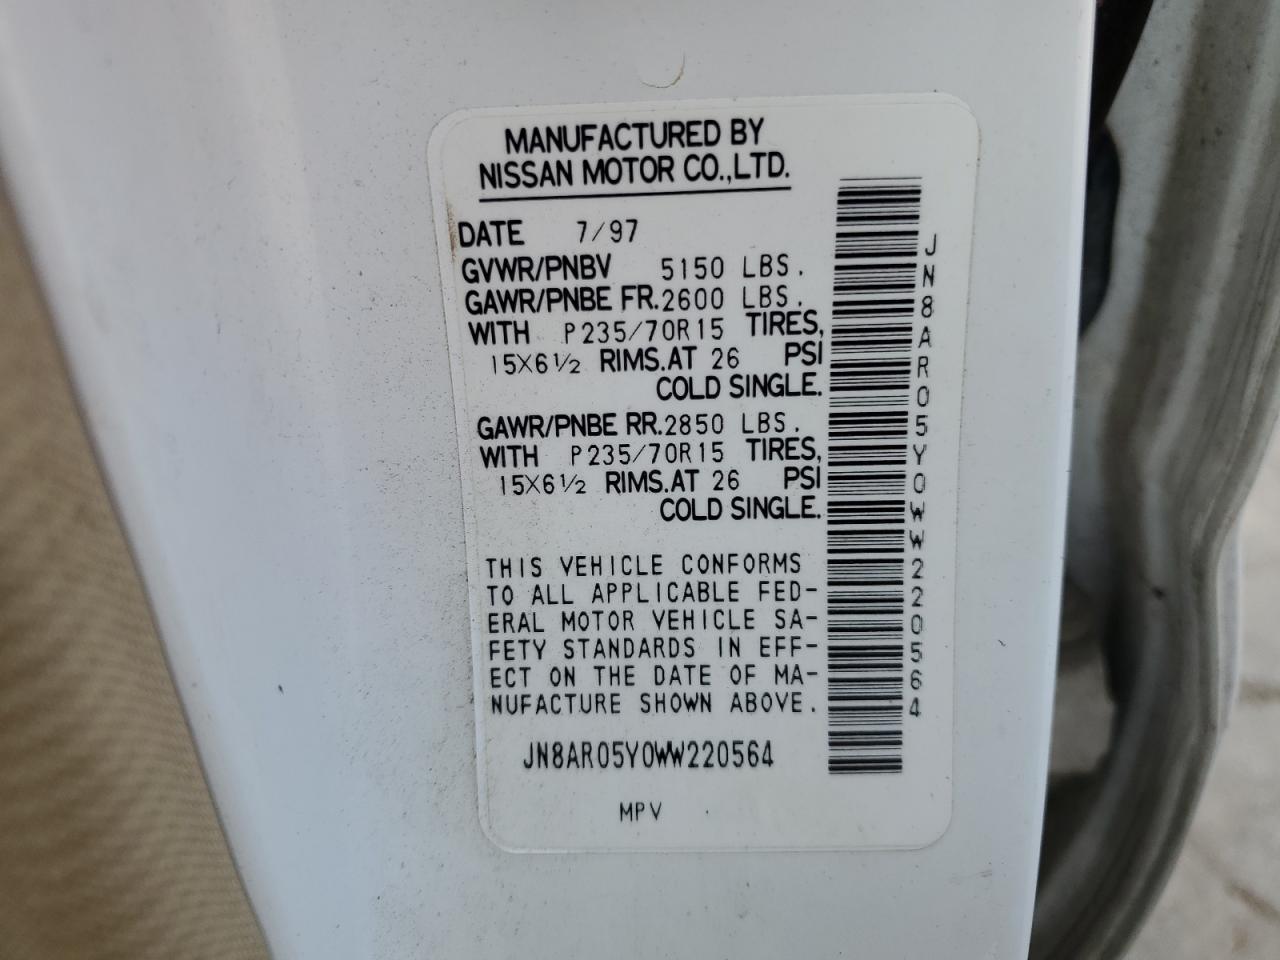 MANUFACTURED BY
NISSAN MOTOR CO.,LTD.
DATE 7/97
GVWR/PNBV 5150 LBS.
GAWR/PNBE FR.2600 LBS.
WITH P235/70R15 TIRES,
15X6½ RIMS.AT 26 PSI
COLD SINGLE.
GAWR/PNBE RR.2850 LBS.
WITH P235/70R15 TIRES,
15X6½ RIMS.AT 26 PSI
COLD SINGLE.
THIS VEHICLE CONFORMS
TO ALL APPLICABLE FED-
ERAL MOTOR VEHICLE SA-
FETY STANDARDS IN EFF-
ECT ON THE DATE OF MA-
NUFACTURE SHOWN ABOVE.
JN8AR05Y0WW220564
MPV
JN8AR05Y0WW220564